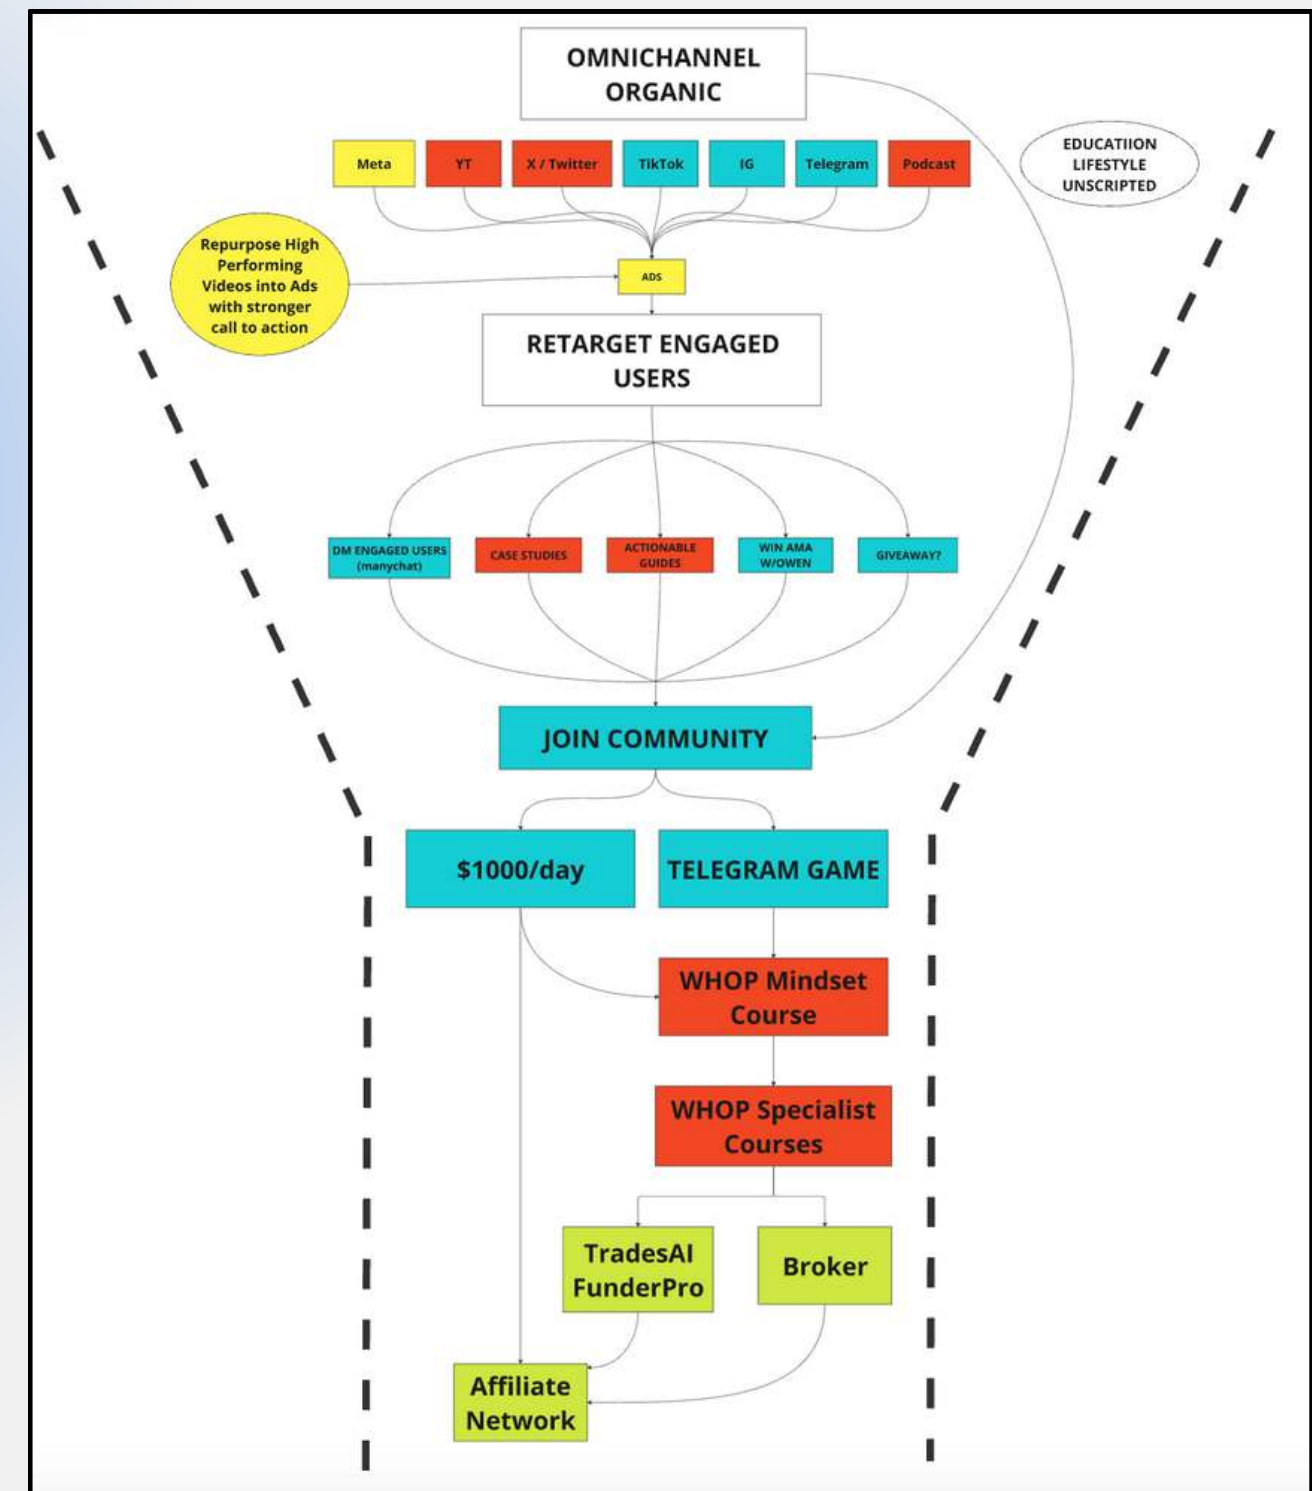 OMNICHANNEL
ORGANIC
Meta
YT
X / Twitter
TikTok
IG
Telegram
Podcast
EDUCATIION
LIFESTYLE
UNSCRIPTED
Repurpose High
Performing
Videos into Ads
with stronger
call to action
ADS
RETARGET ENGAGED
USERS
DM ENGAGED USERS
(manychat)
CASE STUDIES
ACTIONABLE
GUIDES
WIN AMA
W/OWEN
GIVEAWAY?
JOIN COMMUNITY
$1000/day
TELEGRAM GAME
WHOP Mindset
Course
WHOP Specialist
Courses
TradesAI
FunderPro
Broker
Affiliate
Network